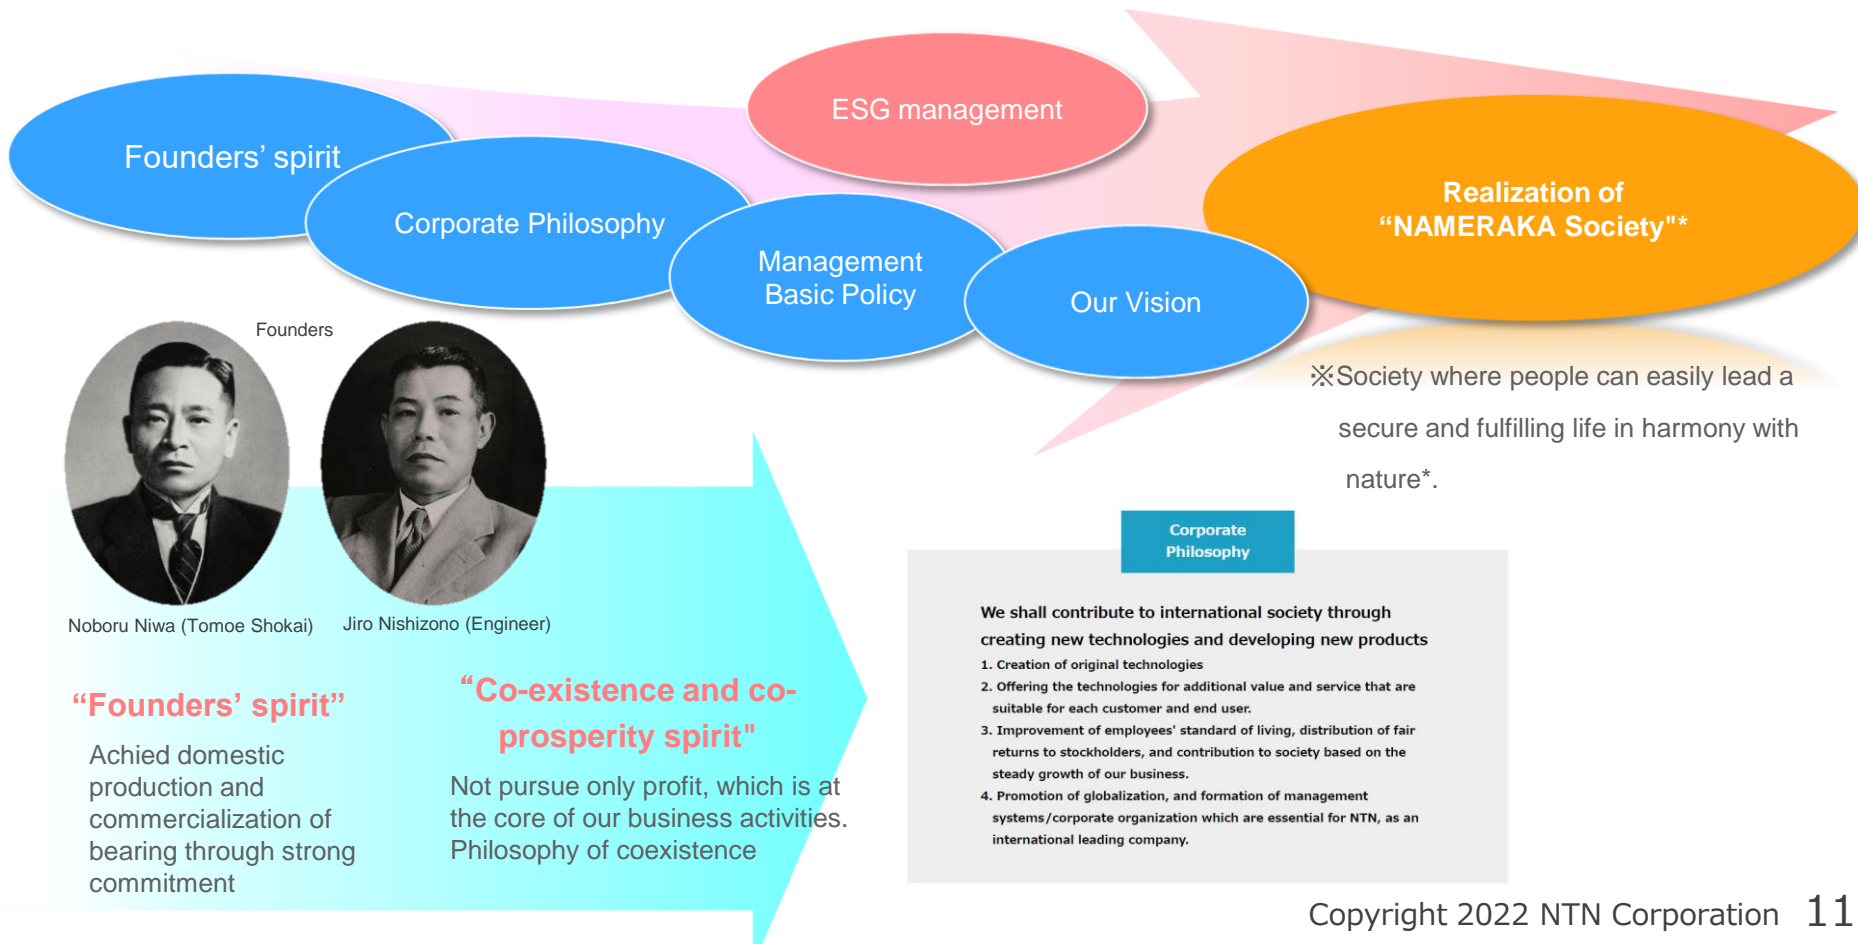 Founders’ spirit
Corporate Philosophy
ESG management
Management
Basic Policy
Our Vision
Realization of
“NAMERAKA Society"*
※Society where people can easily lead a
secure and fulfilling life in harmony with
nature*.
Founders
Noboru Niwa (Tomoe Shokai)
Jiro Nishizono (Engineer)
“Founders’ spirit”
Achied domestic
production and
commercialization of
bearing through strong
commitment
“Co-existence and co-
prosperity spirit"
Not pursue only profit, which is at
the core of our business activities.
Philosophy of coexistence
Corporate
Philosophy
We shall contribute to international society through
creating new technologies and developing new products
1. Creation of original technologies
2. Offering the technologies for additional value and service that are
suitable for each customer and end user.
3. Improvement of employees' standard of living, distribution of fair
returns to stockholders, and contribution to society based on the
steady growth of our business.
4. Promotion of globalization, and formation of management
systems/corporate organization which are essential for NTN, as an
international leading company.
Copyright 2022 NTN Corporation 11